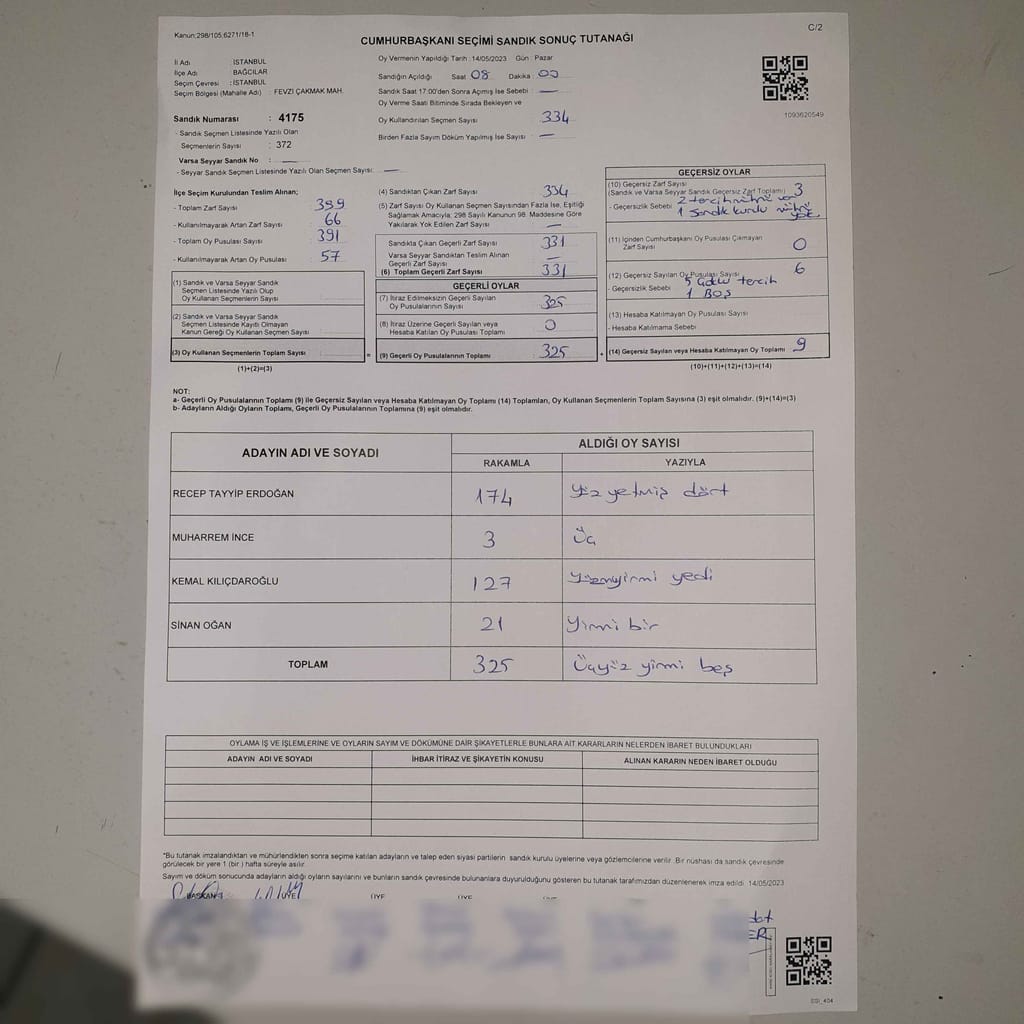 Kanun:298/105;6271/18-1
C/2
CUMHURBAŞKANI SEÇİMİ SANDIK SONUÇ TUTANAĞI
İl Adı : İSTANBUL
İlçe Adı : BAĞCILAR
Seçim Çevresi : İSTANBUL
Seçim Bölgesi (Mahalle Adı) : FEVZİ ÇAKMAK MAH.
Sandık Numarası : 4175
- Sandık Seçmen Listesinde Yazılı Olan
Seçmenlerin Sayısı : 372
Varsa Seyyar Sandık No : —
- Seyyar Sandık Seçmen Listesinde Yazılı Olan Seçmen Sayısı: —
Oy Vermenin Yapıldığı Tarih : 14/05/2023 Gün : Pazar
Sandığın Açıldığı Saat 08 Dakika 00
Sandık Saat 17:00'den Sonra Açılmış İse Sebebi : —
Oy Verme Saati Bitiminde Sırada Bekleyen ve
Oy Kullandırılan Seçmen Sayısı : 334
Birden Fazla Sayım Döküm Yapılmış İse Sayısı : —
1093620549
İlçe Seçim Kurulundan Teslim Alınan;
- Toplam Zarf Sayısı : 399
- Kullanılmayarak Artan Zarf Sayısı : 66
- Toplam Oy Pusulası Sayısı : 391
- Kullanılmayarak Artan Oy Pusulası : 57
(1) Sandık ve Varsa Seyyar Sandık
Seçmen Listesinde Yazılı Olup
Oy Kullanan Seçmenlerin Sayısı :
(2) Sandık ve Varsa Seyyar Sandık
Seçmen Listesinde Kayıtlı Olmayan
Kanun Gereği Oy Kullanan Seçmen Sayısı :
(3) Oy Kullanan Seçmenlerin Toplam Sayısı :
(1)+(2)=(3)
(4) Sandıktan Çıkan Zarf Sayısı : 334
(5) Zarf Sayısı Oy Kullanan Seçmen Sayısından Fazla İse, Eşitliği
Sağlamak Amacıyla; 298 Sayılı Kanunun 98. Maddesine Göre
Yakılarak Yok Edilen Zarf Sayısı : —
Sandıkta Çıkan Geçerli Zarf Sayısı : 331
Varsa Seyyar Sandıktan Teslim Alınan
Geçerli Zarf Sayısı : —
(6) Toplam Geçerli Zarf Sayısı : 331
GEÇERLİ OYLAR
(7) İtiraz Edilmeksizin Geçerli Sayılan
Oy Pusulalarının Sayısı : 325
(8) İtiraz Üzerine Geçerli Sayılan veya
Hesaba Katılan Oy Pusulası Toplamı : 0
= (9) Geçerli Oy Pusulalarının Toplamı : 325 +
GEÇERSİZ OYLAR
(10) Geçersiz Zarf Sayısı
(Sandık ve Varsa Seyyar Sandık Geçersiz Zarf Toplamı) : 3
- Geçersizlik Sebebi : 2 tercih mührü var
1 Sandık kurulu mührü yok
(11) İçinden Cumhurbaşkanı Oy Pusulası Çıkmayan
Zarf Sayısı : 0
(12) Geçersiz Sayılan Oy Pusulası Sayısı : 6
- Geçersizlik Sebebi : 5 çoklu tercih
1 BOŞ
(13) Hesaba Katılmayan Oy Pusulası Sayısı :
- Hesaba Katılmama Sebebi :
(14) Geçersiz Sayılan veya Hesaba Katılmayan Oy Toplamı : 9
(10)+(11)+(12)+(13)=(14)
NOT:
a- Geçerli Oy Pusulalarının Toplamı (9) ile Geçersiz Sayılan veya Hesaba Katılmayan Oy Toplamı (14) Toplamları, Oy Kullanan Seçmenlerin Toplam Sayısına (3) eşit olmalıdır. (9)+(14)=(3)
b- Adayların Aldığı Oyların Toplamı, Geçerli Oy Pusulalarının Toplamına (9) eşit olmalıdır.
ADAYIN ADI VE SOYADI ALDIĞI OY SAYISI
RAKAMLA YAZIYLA
RECEP TAYYİP ERDOĞAN 174 Yüz yetmiş dört
MUHARREM İNCE 3 Üç
KEMAL KILIÇDAROĞLU 127 Yüzyirmi yedi
SİNAN OĞAN 21 Yirmi bir
TOPLAM 325 Üçyüz yirmi beş
OYLAMA İŞ VE İŞLEMLERİNE VE OYLARIN SAYIM VE DÖKÜMÜNE DAİR ŞİKAYETLERLE BUNLARA AİT KARARLARIN NELERDEN İBARET BULUNDUKLARI
ADAYIN ADI VE SOYADI İHBAR İTİRAZ VE ŞİKAYETİN KONUSU ALINAN KARARIN NEDEN İBARET OLDUĞU
*Bu tutanak imzalandıktan ve mühürlendikten sonra seçime katılan adayların ve talep eden siyasi partilerin sandık kurulu üyelerine veya gözlemcilerine verilir. Bir nüshası da sandık çevresinde
görülecek bir yere 1 (bir) hafta süreyle asılır.
Sayım ve döküm sonucunda adayların aldığı oyların sayılarını ve bunların sandık çevresinde bulunanlara duyurulduğunu gösteren bu tutanak tarafımızdan düzenlenerek imza edildi. 14/05/2023
BAŞKAN ÜYE ÜYE ÜYE ÜYE